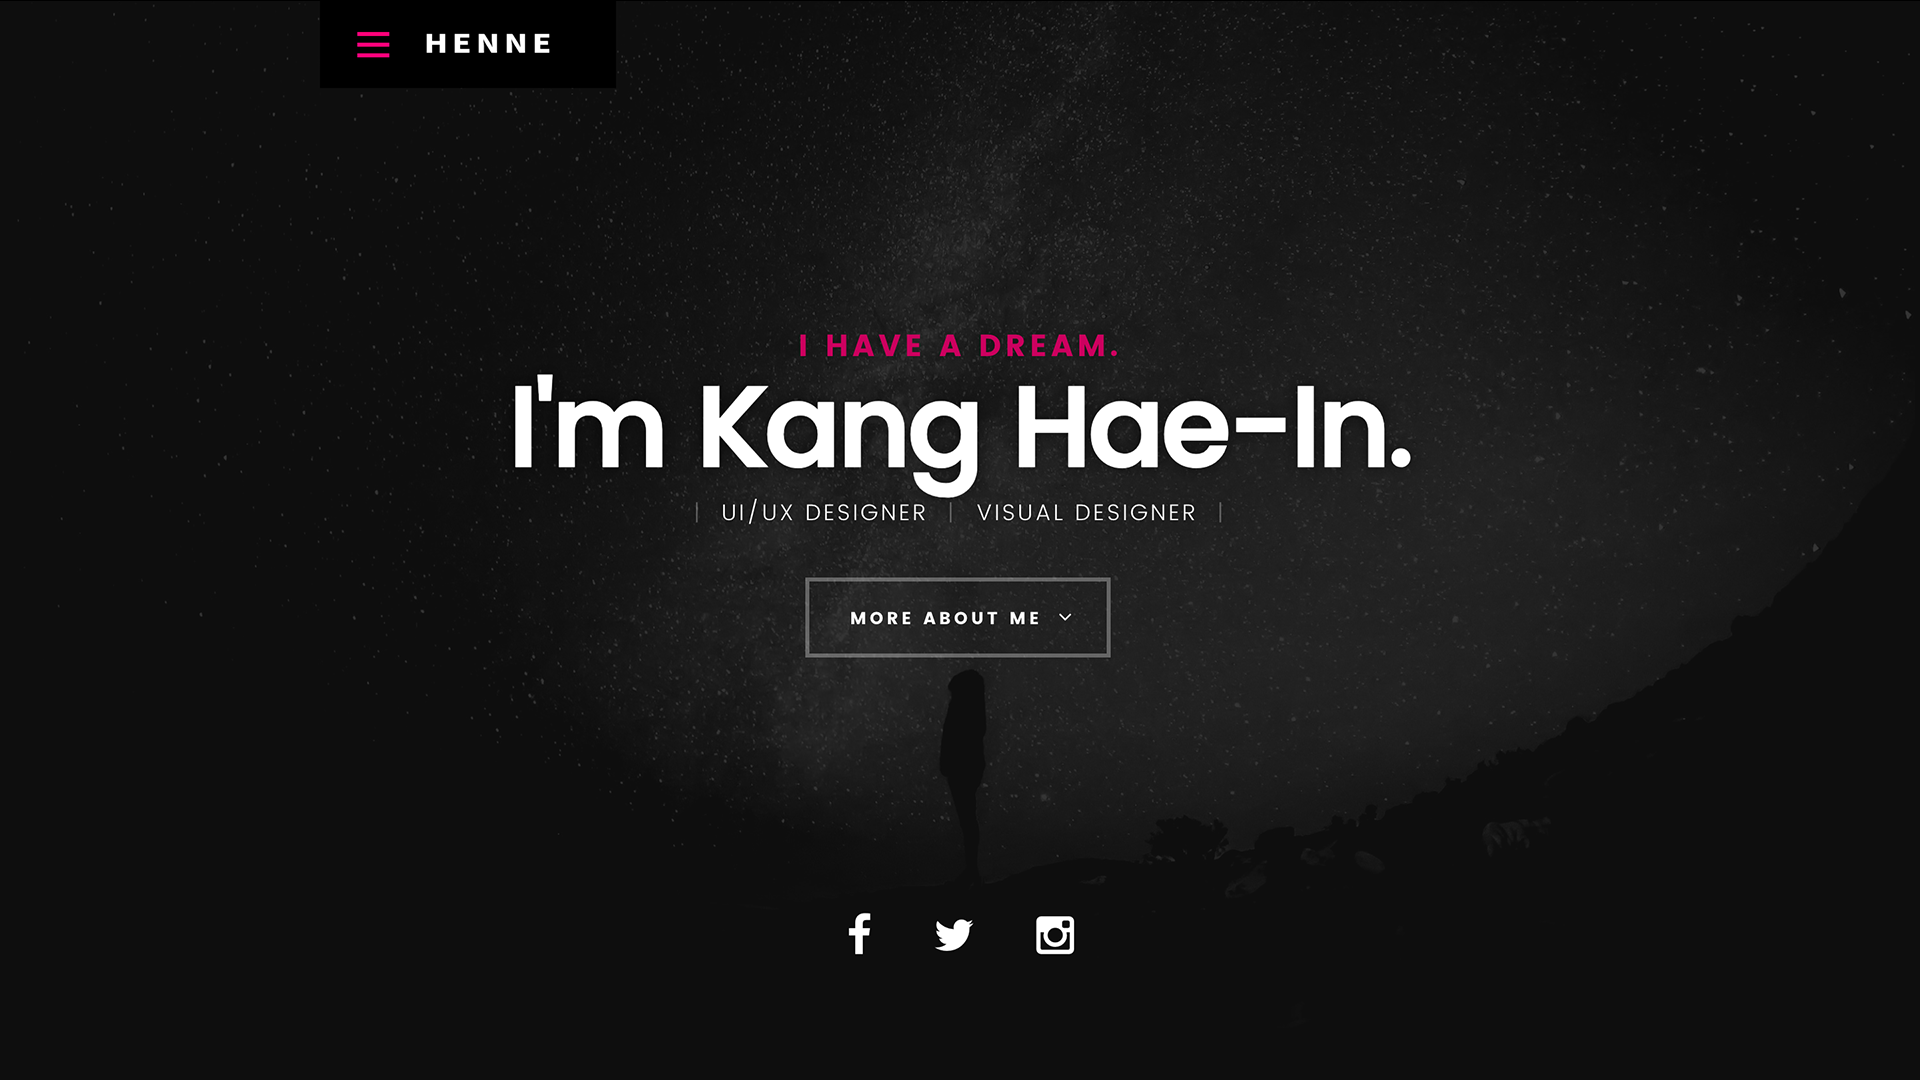 HENNE
I HAVE A DREAM.
I'm Kang Hae-In.
| UI/UX DESIGNER | VISUAL DESIGNER |
MORE ABOUT ME